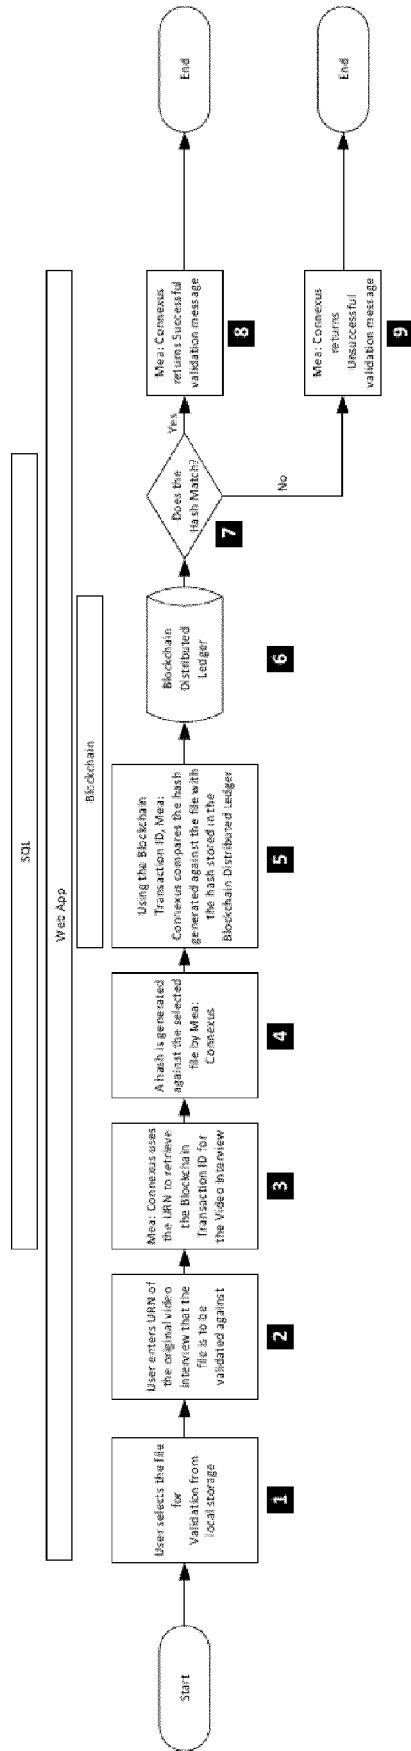 SQL
Web App
Blockchain
Start
User selects the file
for
Validation from
local storage
1
User enters URN of
the original video
interview that the
file is to be
validated against
2
Mea: Connexus uses
the URN to retrieve
the Blockchain
Transaction ID for
the Video interview
3
A hash is generated
against the selected
file by Mea:
Connexus
4
Using the Blockchain
Transaction ID, Mea:
Connexus compares the hash
generated against the file with
the hash stored in the
Blockchain Distributed Ledger
5
Blockchain
Distributed
Ledger
6
Does the
Hash Match?
7
Yes
Mea: Connexus
returns Successful
validation message
8
End
No
Mea: Connexus
returns
Unsuccessful
validation message
9
End